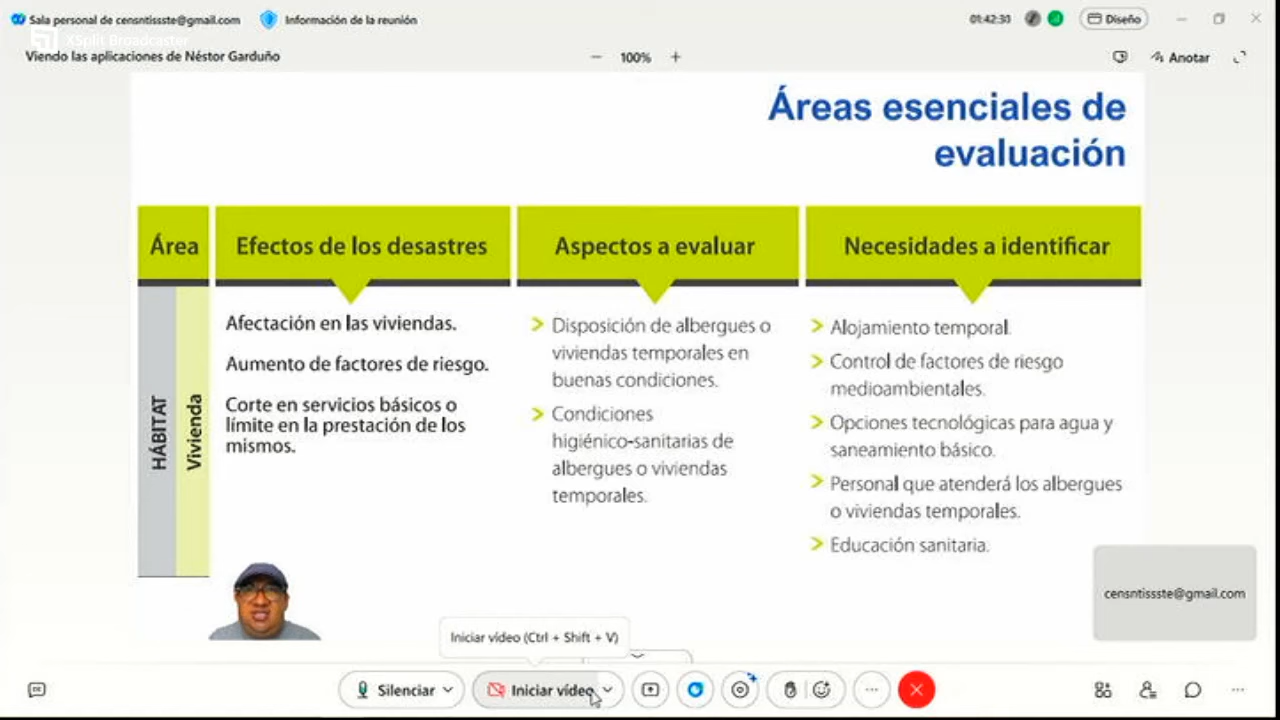 Sala personal de censntissste@gmail.com
Información de la reunión
01:42:30
Diseño
XSplit Broadcaster
Viendo las aplicaciones de Néstor Garduño
100%
Anotar
Áreas esenciales de
evaluación
Área
Efectos de los desastres
Aspectos a evaluar
Necesidades a identificar
HÁBITAT
Vivienda
Afectación en las viviendas.
Aumento de factores de riesgo.
Corte en servicios básicos o
límite en la prestación de los
mismos.
Disposición de albergues o
viviendas temporales en
buenas condiciones.
Condiciones
higiénico-sanitarias de
albergues o viviendas
temporales.
Alojamiento temporal.
Control de factores de riesgo
medioambientales.
Opciones tecnológicas para agua y
saneamiento básico.
Personal que atenderá los albergues
o viviendas temporales.
Educación sanitaria.
censntissste@gmail.com
Iniciar vídeo (Ctrl + Shift + V)
Silenciar
Iniciar vídeo